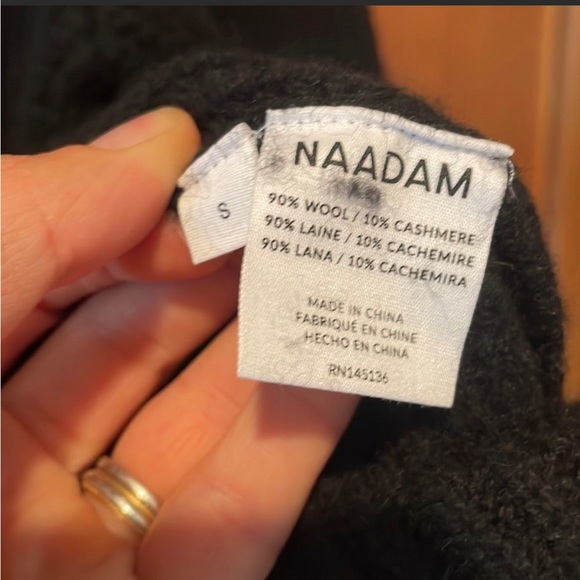 S
NAADAM
90% WOOL / 10% CASHMERE
90% LAINE / 10% CACHEMIRE
90% LANA / 10% CACHEMIRA
MADE IN CHINA
FABRIQUÉ EN CHINE
HECHO EN CHINA
RN145136